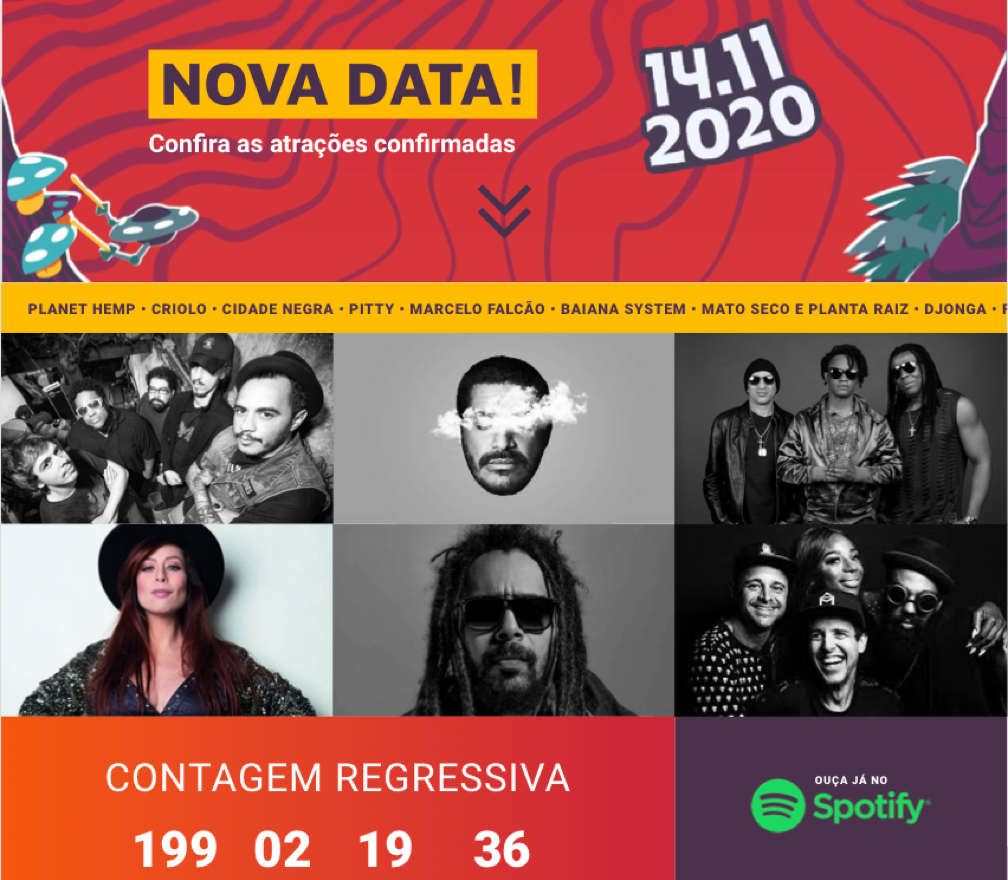 NOVA DATA!
Confira as atrações confirmadas
14.11
2020
PLANET HEMP • CRIOLO • CIDADE NEGRA • PITTY • MARCELO FALCÃO • BAIANA SYSTEM • MATO SECO E PLANTA RAIZ • DJONGA •
CONTAGEM REGRESSIVA
199 02 19 36
OUÇA JÁ NO
Spotify